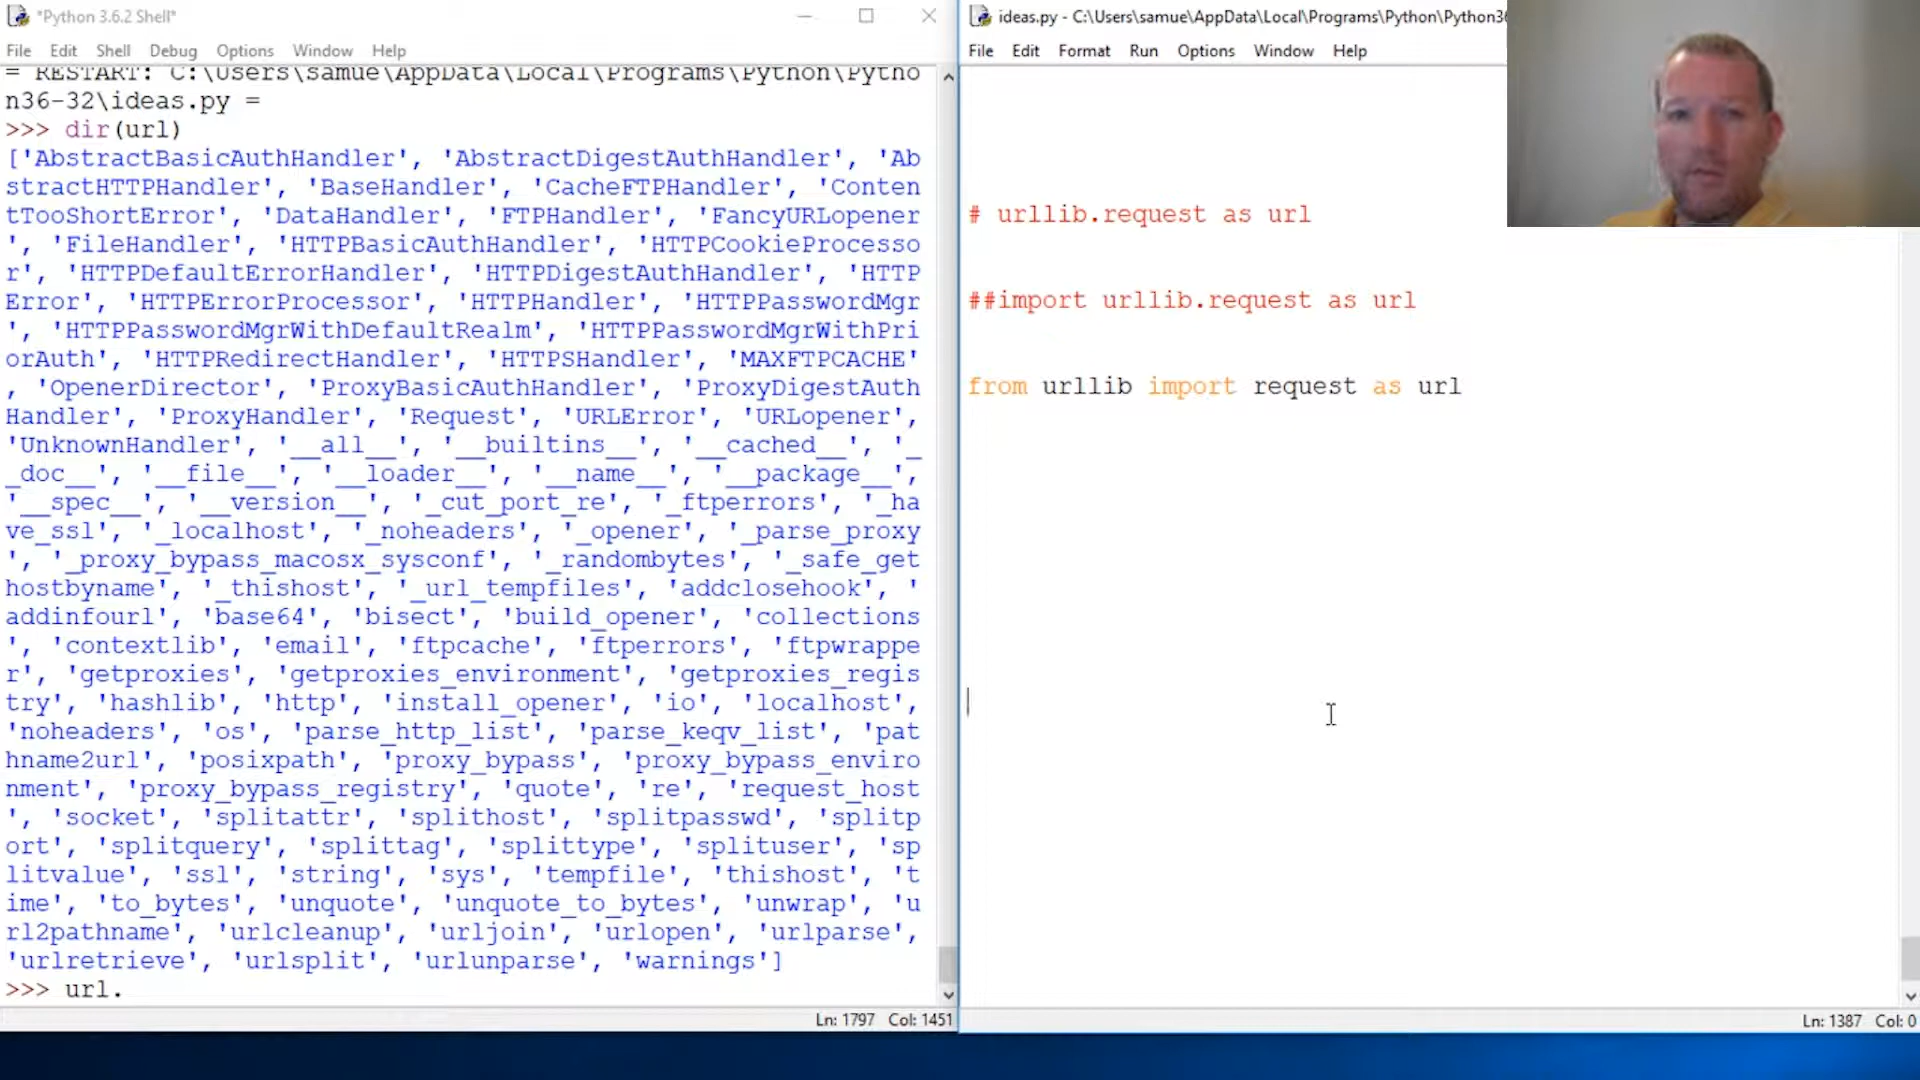 *Python 3.6.2 Shell*
File Edit Shell Debug Options Window Help
= RESTART: C:\Users\samue\AppData\Local\Programs\Python\Pytho
n36-32\ideas.py =
>>> dir(url)
['AbstractBasicAuthHandler', 'AbstractDigestAuthHandler', 'Ab
stractHTTPHandler', 'BaseHandler', 'CacheFTPHandler', 'Conten
tTooShortError', 'DataHandler', 'FTPHandler', 'FancyURLopener
', 'FileHandler', 'HTTPBasicAuthHandler', 'HTTPCookieProcesso
r', 'HTTPDefaultErrorHandler', 'HTTPDigestAuthHandler', 'HTTP
Error', 'HTTPErrorProcessor', 'HTTPHandler', 'HTTPPasswordMgr
', 'HTTPPasswordMgrWithDefaultRealm', 'HTTPPasswordMgrWithPri
orAuth', 'HTTPRedirectHandler', 'HTTPSHandler', 'MAXFTPCACHE'
, 'OpenerDirector', 'ProxyBasicAuthHandler', 'ProxyDigestAuth
Handler', 'ProxyHandler', 'Request', 'URLError', 'URLopener',
'UnknownHandler', '__all__', '__builtins__', '__cached__', '_
_doc__', '__file__', '__loader__', '__name__', '__package__',
'__spec__', '__version__', '_cut_port_re', '_ftperrors', '_ha
ve_ssl', '_localhost', '_noheaders', '_opener', '_parse_proxy
', '_proxy_bypass_macosx_sysconf', '_randombytes', '_safe_get
hostbyname', '_thishost', '_url_tempfiles', 'addclosehook', '
addinfourl', 'base64', 'bisect', 'build_opener', 'collections
', 'contextlib', 'email', 'ftpcache', 'ftperrors', 'ftpwrappe
r', 'getproxies', 'getproxies_environment', 'getproxies_regis
try', 'hashlib', 'http', 'install_opener', 'io', 'localhost',
'noheaders', 'os', 'parse_http_list', 'parse_keqv_list', 'pat
hname2url', 'posixpath', 'proxy_bypass', 'proxy_bypass_enviro
nment', 'proxy_bypass_registry', 'quote', 're', 'request_host
', 'socket', 'splitattr', 'splithost', 'splitpasswd', 'splitp
ort', 'splitquery', 'splittag', 'splittype', 'splituser', 'sp
litvalue', 'ssl', 'string', 'sys', 'tempfile', 'thishost', 't
ime', 'to_bytes', 'unquote', 'unquote_to_bytes', 'unwrap', 'u
rl2pathname', 'urlcleanup', 'urljoin', 'urlopen', 'urlparse',
'urlretrieve', 'urlsplit', 'urlunparse', 'warnings']
>>> url.
Ln: 1797 Col: 1451
ideas.py - C:\Users\samue\AppData\Local\Programs\Python\Python36
File Edit Format Run Options Window Help
# urllib.request as url
##import urllib.request as url
from urllib import request as url
Ln: 1387 Col: 0